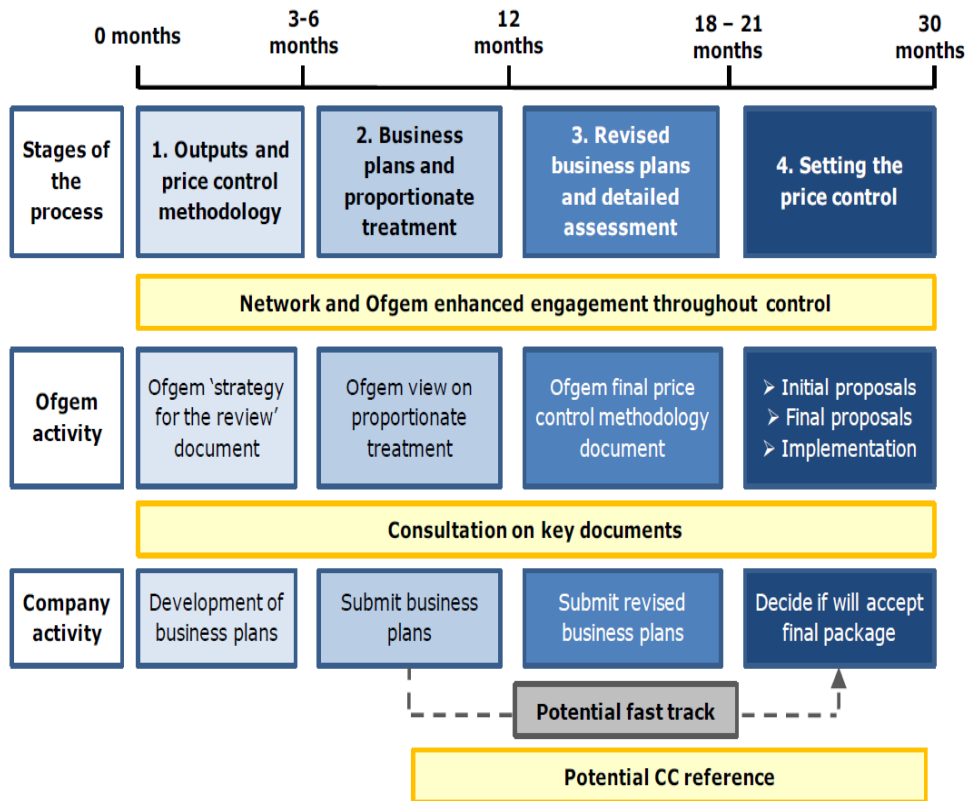 0 months
3-6
months
12
months
18 – 21
months
30
months
Stages of
the
process
1. Outputs and
price control
methodology
2. Business
plans and
proportionate
treatment
3. Revised
business plans
and detailed
assessment
4. Setting the
price control
Network and Ofgem enhanced engagement throughout control
Ofgem
activity
Ofgem ‘strategy
for the review’
document
Ofgem view on
proportionate
treatment
Ofgem final price
control methodology
document
➢ Initial proposals
➢ Final proposals
➢ Implementation
Consultation on key documents
Company
activity
Development of
business plans
Submit business
plans
Submit revised
business plans
Decide if will accept
final package
Potential fast track
Potential CC reference